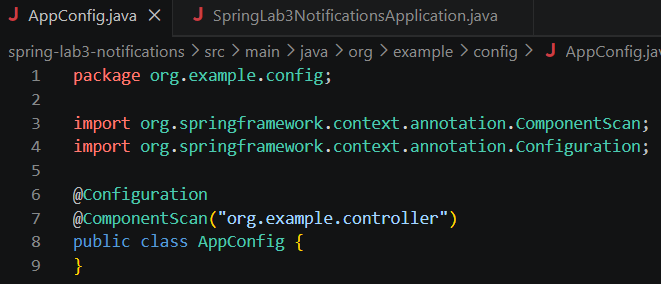 J AppConfig.java × J SpringLab3NotificationsApplication.java
spring-lab3-notifications > src > main > java > org > example > config > J AppConfig.java
1 package org.example.config;
2
3 import org.springframework.context.annotation.ComponentScan;
4 import org.springframework.context.annotation.Configuration;
5
6 @Configuration
7 @ComponentScan("org.example.controller")
8 public class AppConfig {
9 }